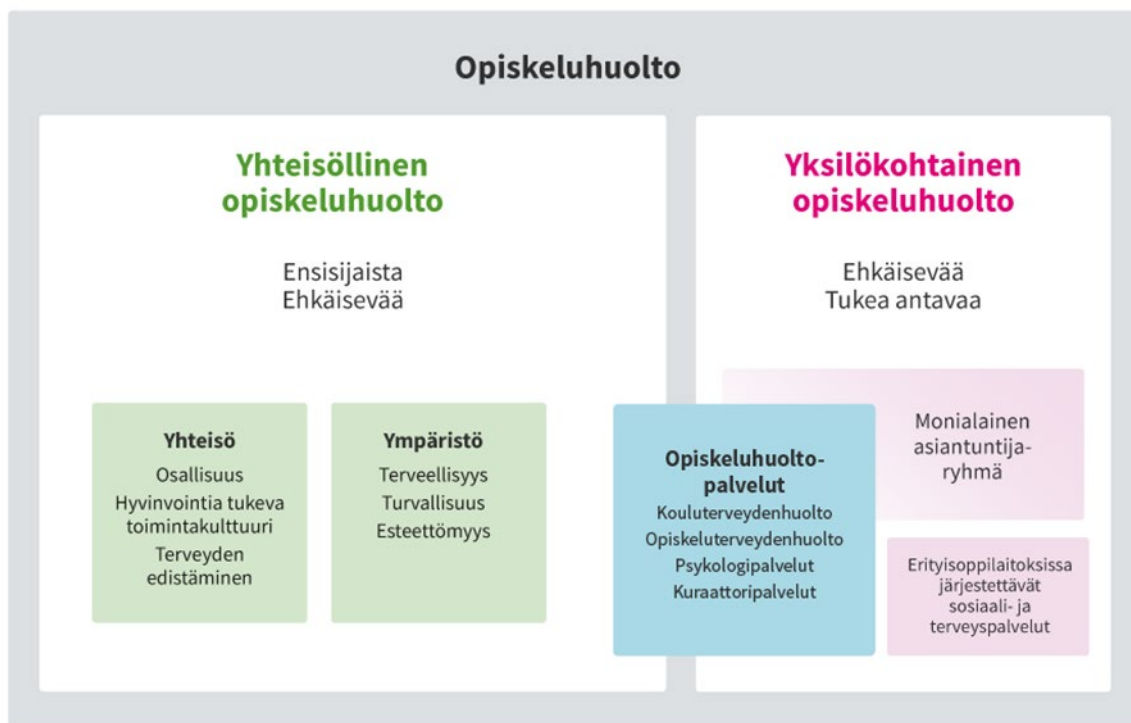 Opiskeluhuolto
Yhteisöllinen
opiskeluhuolto
Ensisijaista
Ehkäisevää
Yhteisö
Osallisuus
Hyvinvointia tukeva
toimintakulttuuri
Terveyden
edistäminen
Ympäristö
Terveellisyys
Turvallisuus
Esteettömyys
Yksilökohtainen
opiskeluhuolto
Ehkäisevää
Tukea antavaa
Opiskeluhuolto-
palvelut
Kouluterveydenhuolto
Opiskeluterveydenhuolto
Psykologipalvelut
Kuraattoripalvelut
Monialainen
asiantuntija-
ryhmä
Erityisoppilaitoksissa
järjestettävät
sosiaali- ja
terveyspalvelut